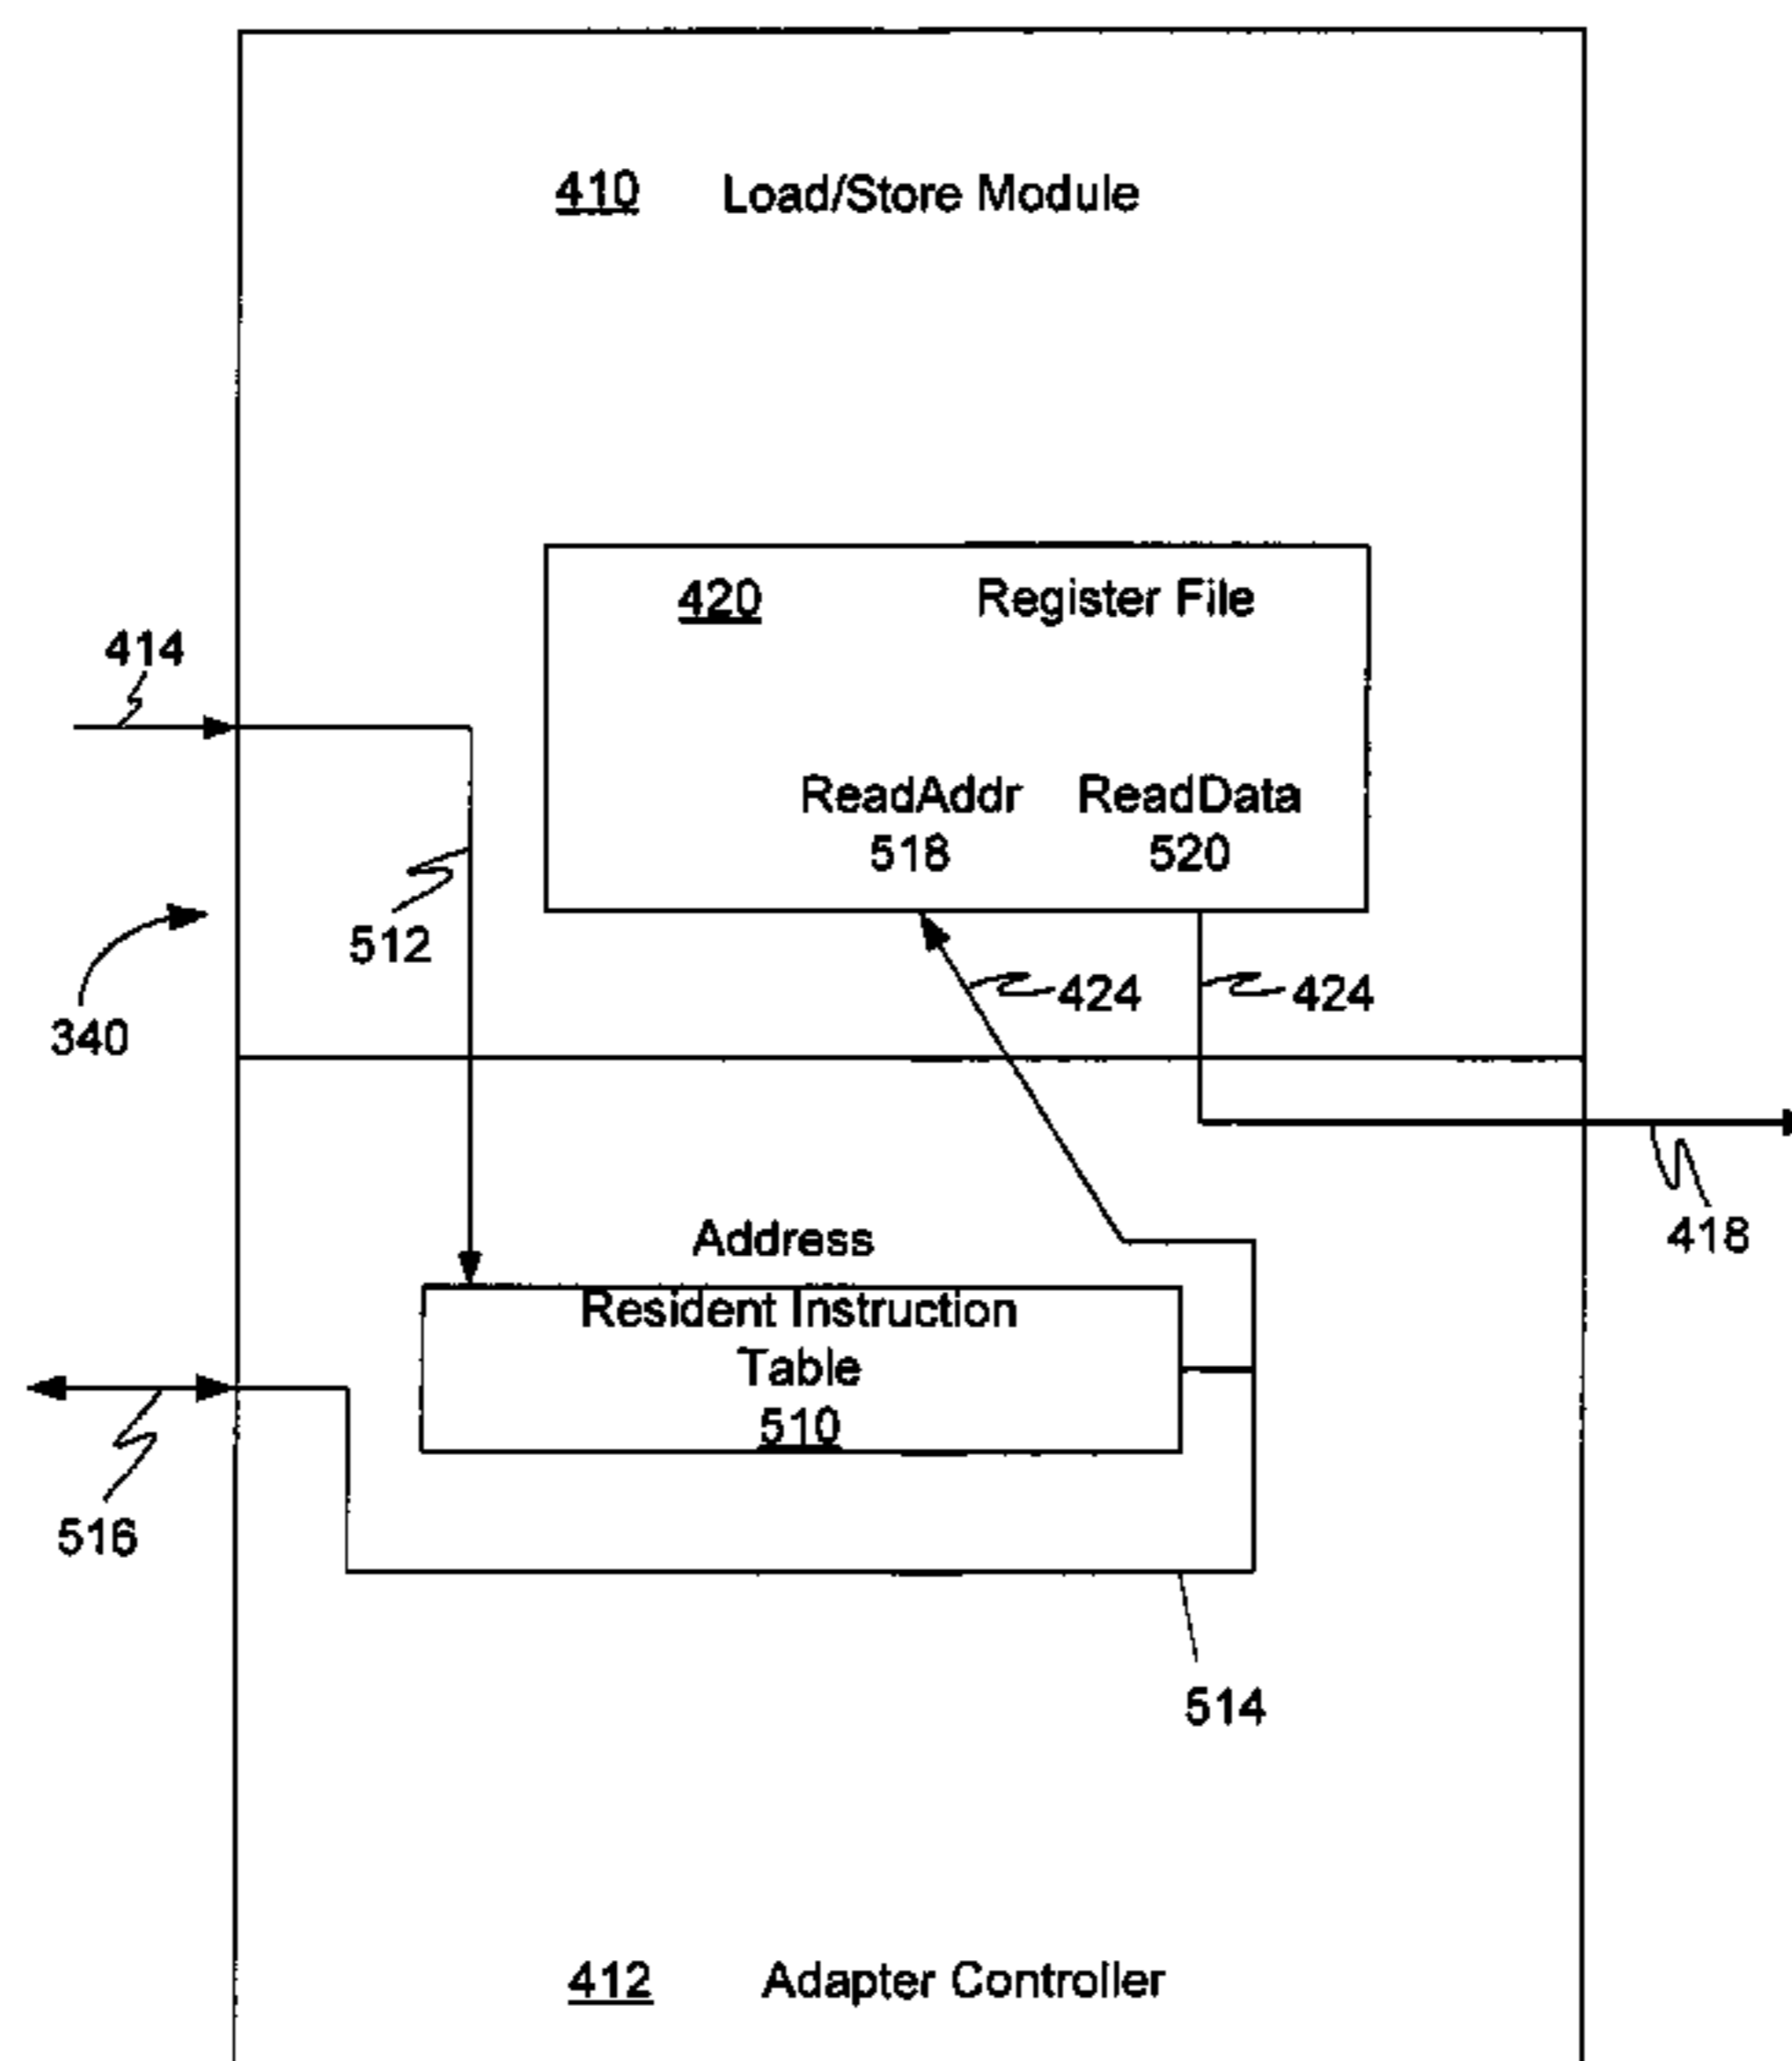 410 Load/Store Module
420 Register File
414
ReadAddr ReadData
518 520
512
424 424
340
418
Address
Resident Instruction
Table
510
516
514
412 Adapter Controller